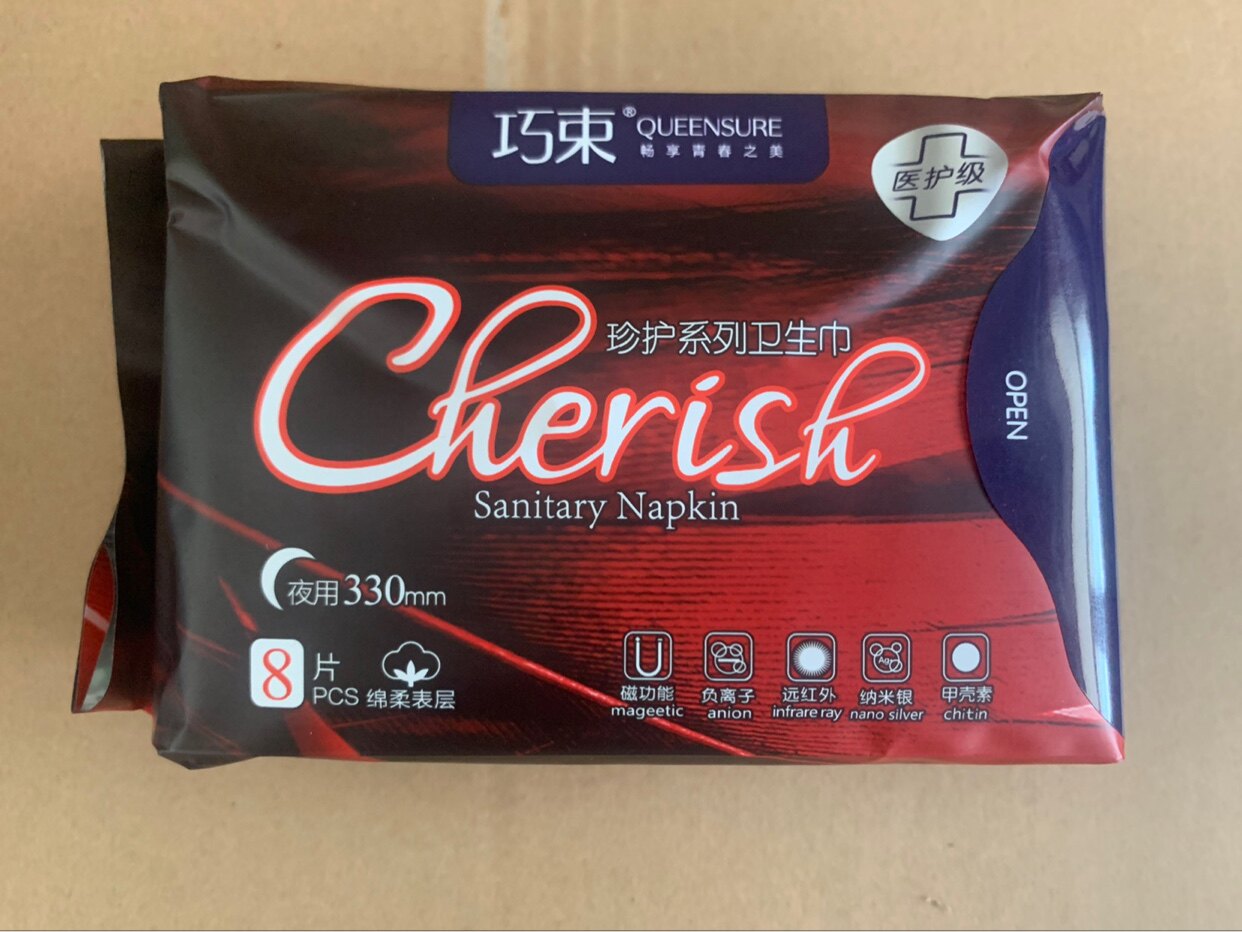 巧束® QUEENSURE
畅享青春之美
医护级
珍护系列卫生巾
Cherish
Sanitary Napkin
OPEN
夜用330mm
8片
PCS
绵柔表层
磁功能
mageetic
负离子
anion
远红外
infrare ray
纳米银
Ag
nano silver
甲壳素
chitin